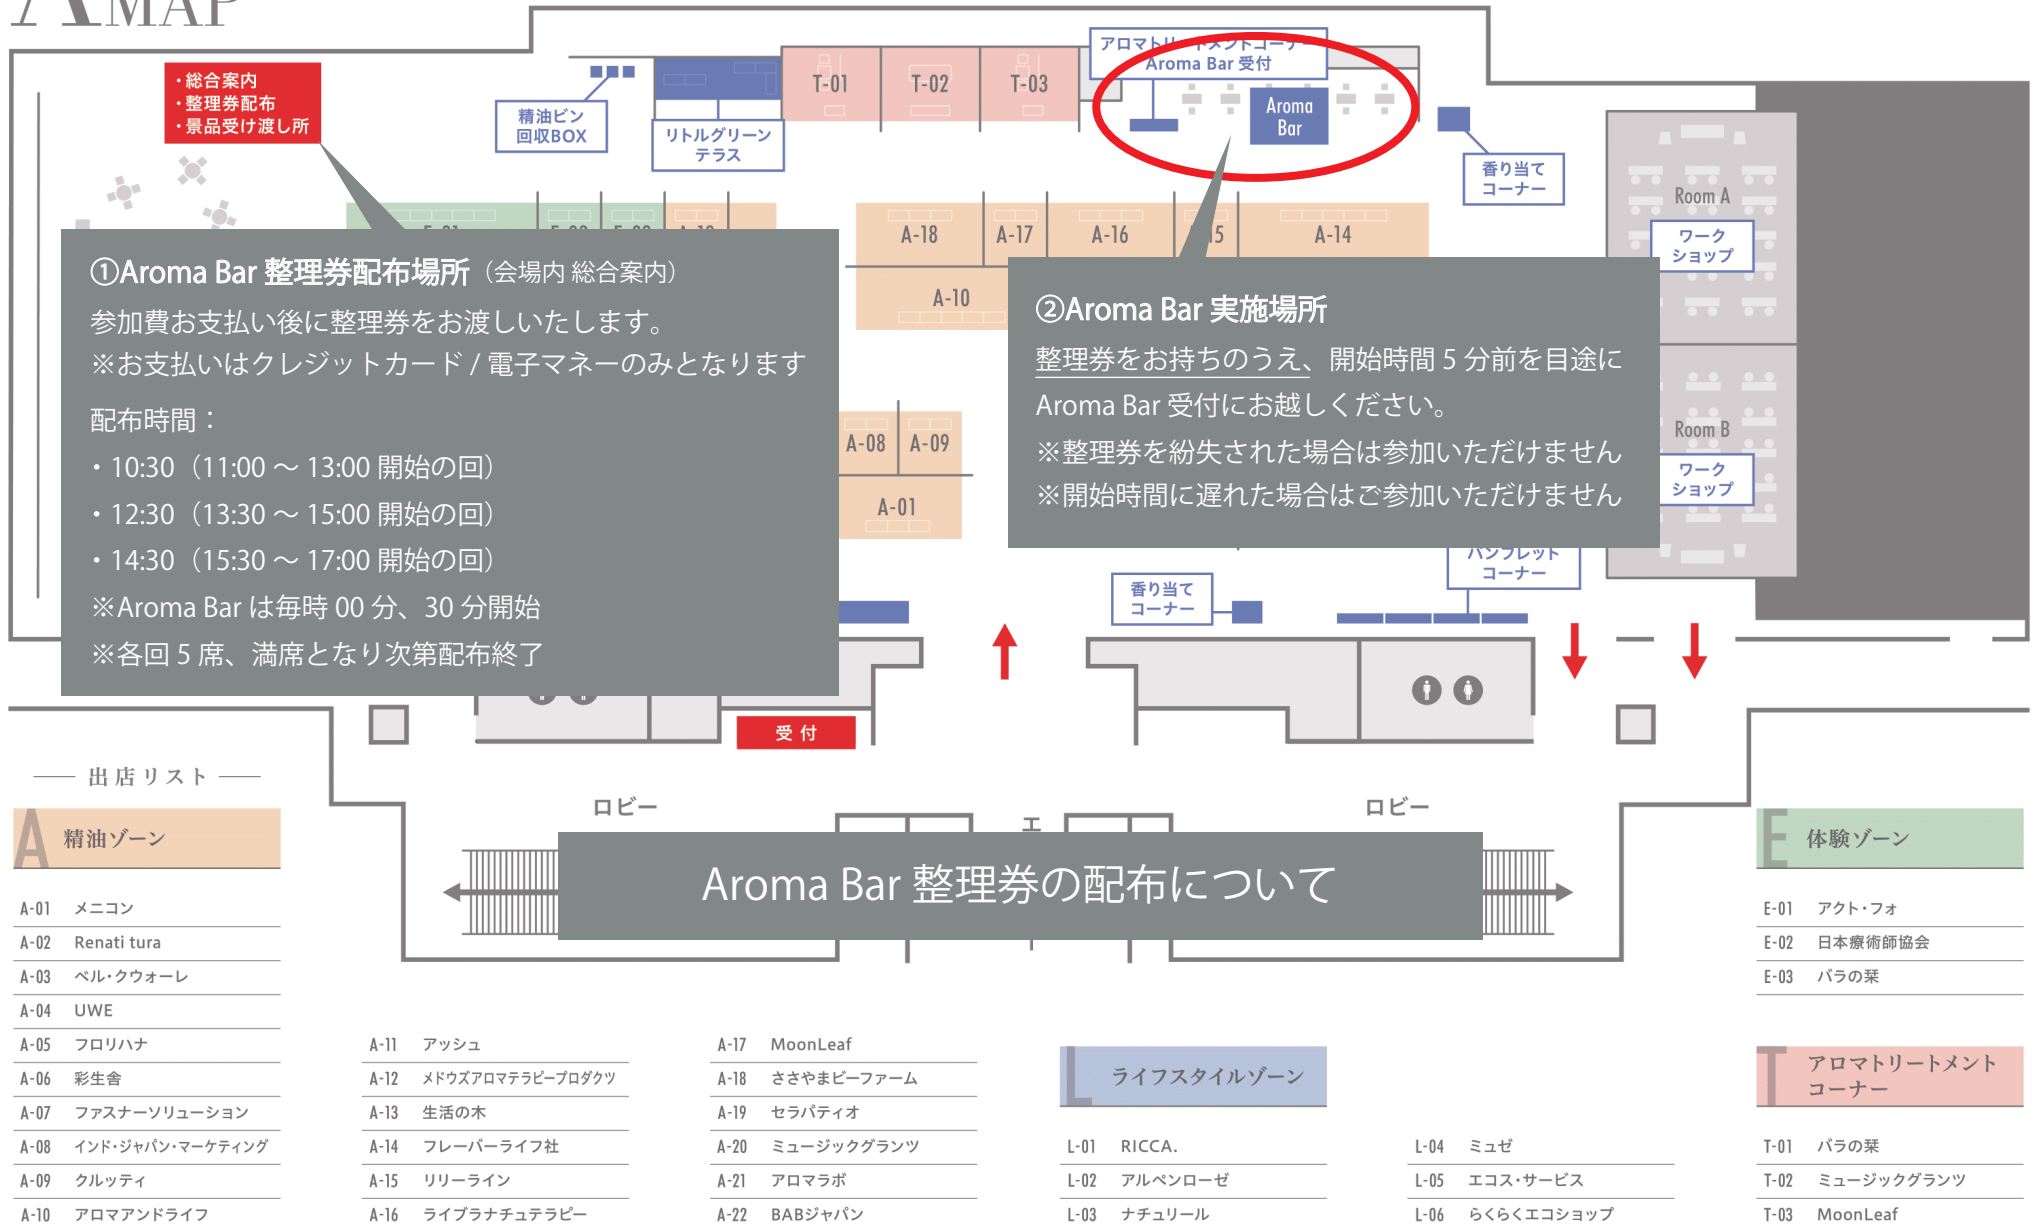 AMAP
・総合案内
・整理券配布
・景品受け渡し所
精油ビン
回収BOX
リトルグリーン
テラス
T-01
T-02
T-03
アロマトリートメントコーナー
Aroma Bar 受付
Aroma
Bar
香り当て
コーナー
Room A
ワーク
ショップ
A-18
A-17
A-16
15
A-14
A-10
①Aroma Bar 整理券配布場所（会場内 総合案内）
参加費お支払い後に整理券をお渡しいたします。
※お支払いはクレジットカード / 電子マネーのみとなります
配布時間：
・10:30（11:00 〜 13:00 開始の回）
・12:30（13:30 〜 15:00 開始の回）
・14:30（15:30 〜 17:00 開始の回）
※Aroma Bar は毎時 00 分、30 分開始
※各回 5 席、満席となり次第配布終了
②Aroma Bar 実施場所
整理券をお持ちのうえ、開始時間 5 分前を目途に
Aroma Bar 受付にお越しください。
※整理券を紛失された場合は参加いただけません
※開始時間に遅れた場合はご参加いただけません
A-08
A-09
A-01
Room B
ワーク
ショップ
パンフレット
コーナー
香り当て
コーナー
受付
ロビー
ロビー
エ
Aroma Bar 整理券の配布について
出店リスト
A 精油ゾーン
A-01 メニコン
A-02 Renati tura
A-03 ベル・クウォーレ
A-04 UWE
A-05 フロリハナ
A-06 彩生舎
A-07 ファスナーソリューション
A-08 インド・ジャパン・マーケティング
A-09 クルッティ
A-10 アロマアンドライフ
A-11 アッシュ
A-12 メドウズアロマテラピープロダクツ
A-13 生活の木
A-14 フレーバーライフ社
A-15 リリーライン
A-16 ライブラナチュテラピー
A-17 MoonLeaf
A-18 ささやまビーファーム
A-19 セラパティオ
A-20 ミュージックグランツ
A-21 アロマラボ
A-22 BABジャパン
L ライフスタイルゾーン
L-01 RICCA.
L-02 アルペンローゼ
L-03 ナチュリール
L-04 ミュゼ
L-05 エコス・サービス
L-06 らくらくエコショップ
E 体験ゾーン
E-01 アクト・フォ
E-02 日本療術師協会
E-03 バラの栞
T アロマトリートメント
コーナー
T-01 バラの栞
T-02 ミュージックグランツ
T-03 MoonLeaf